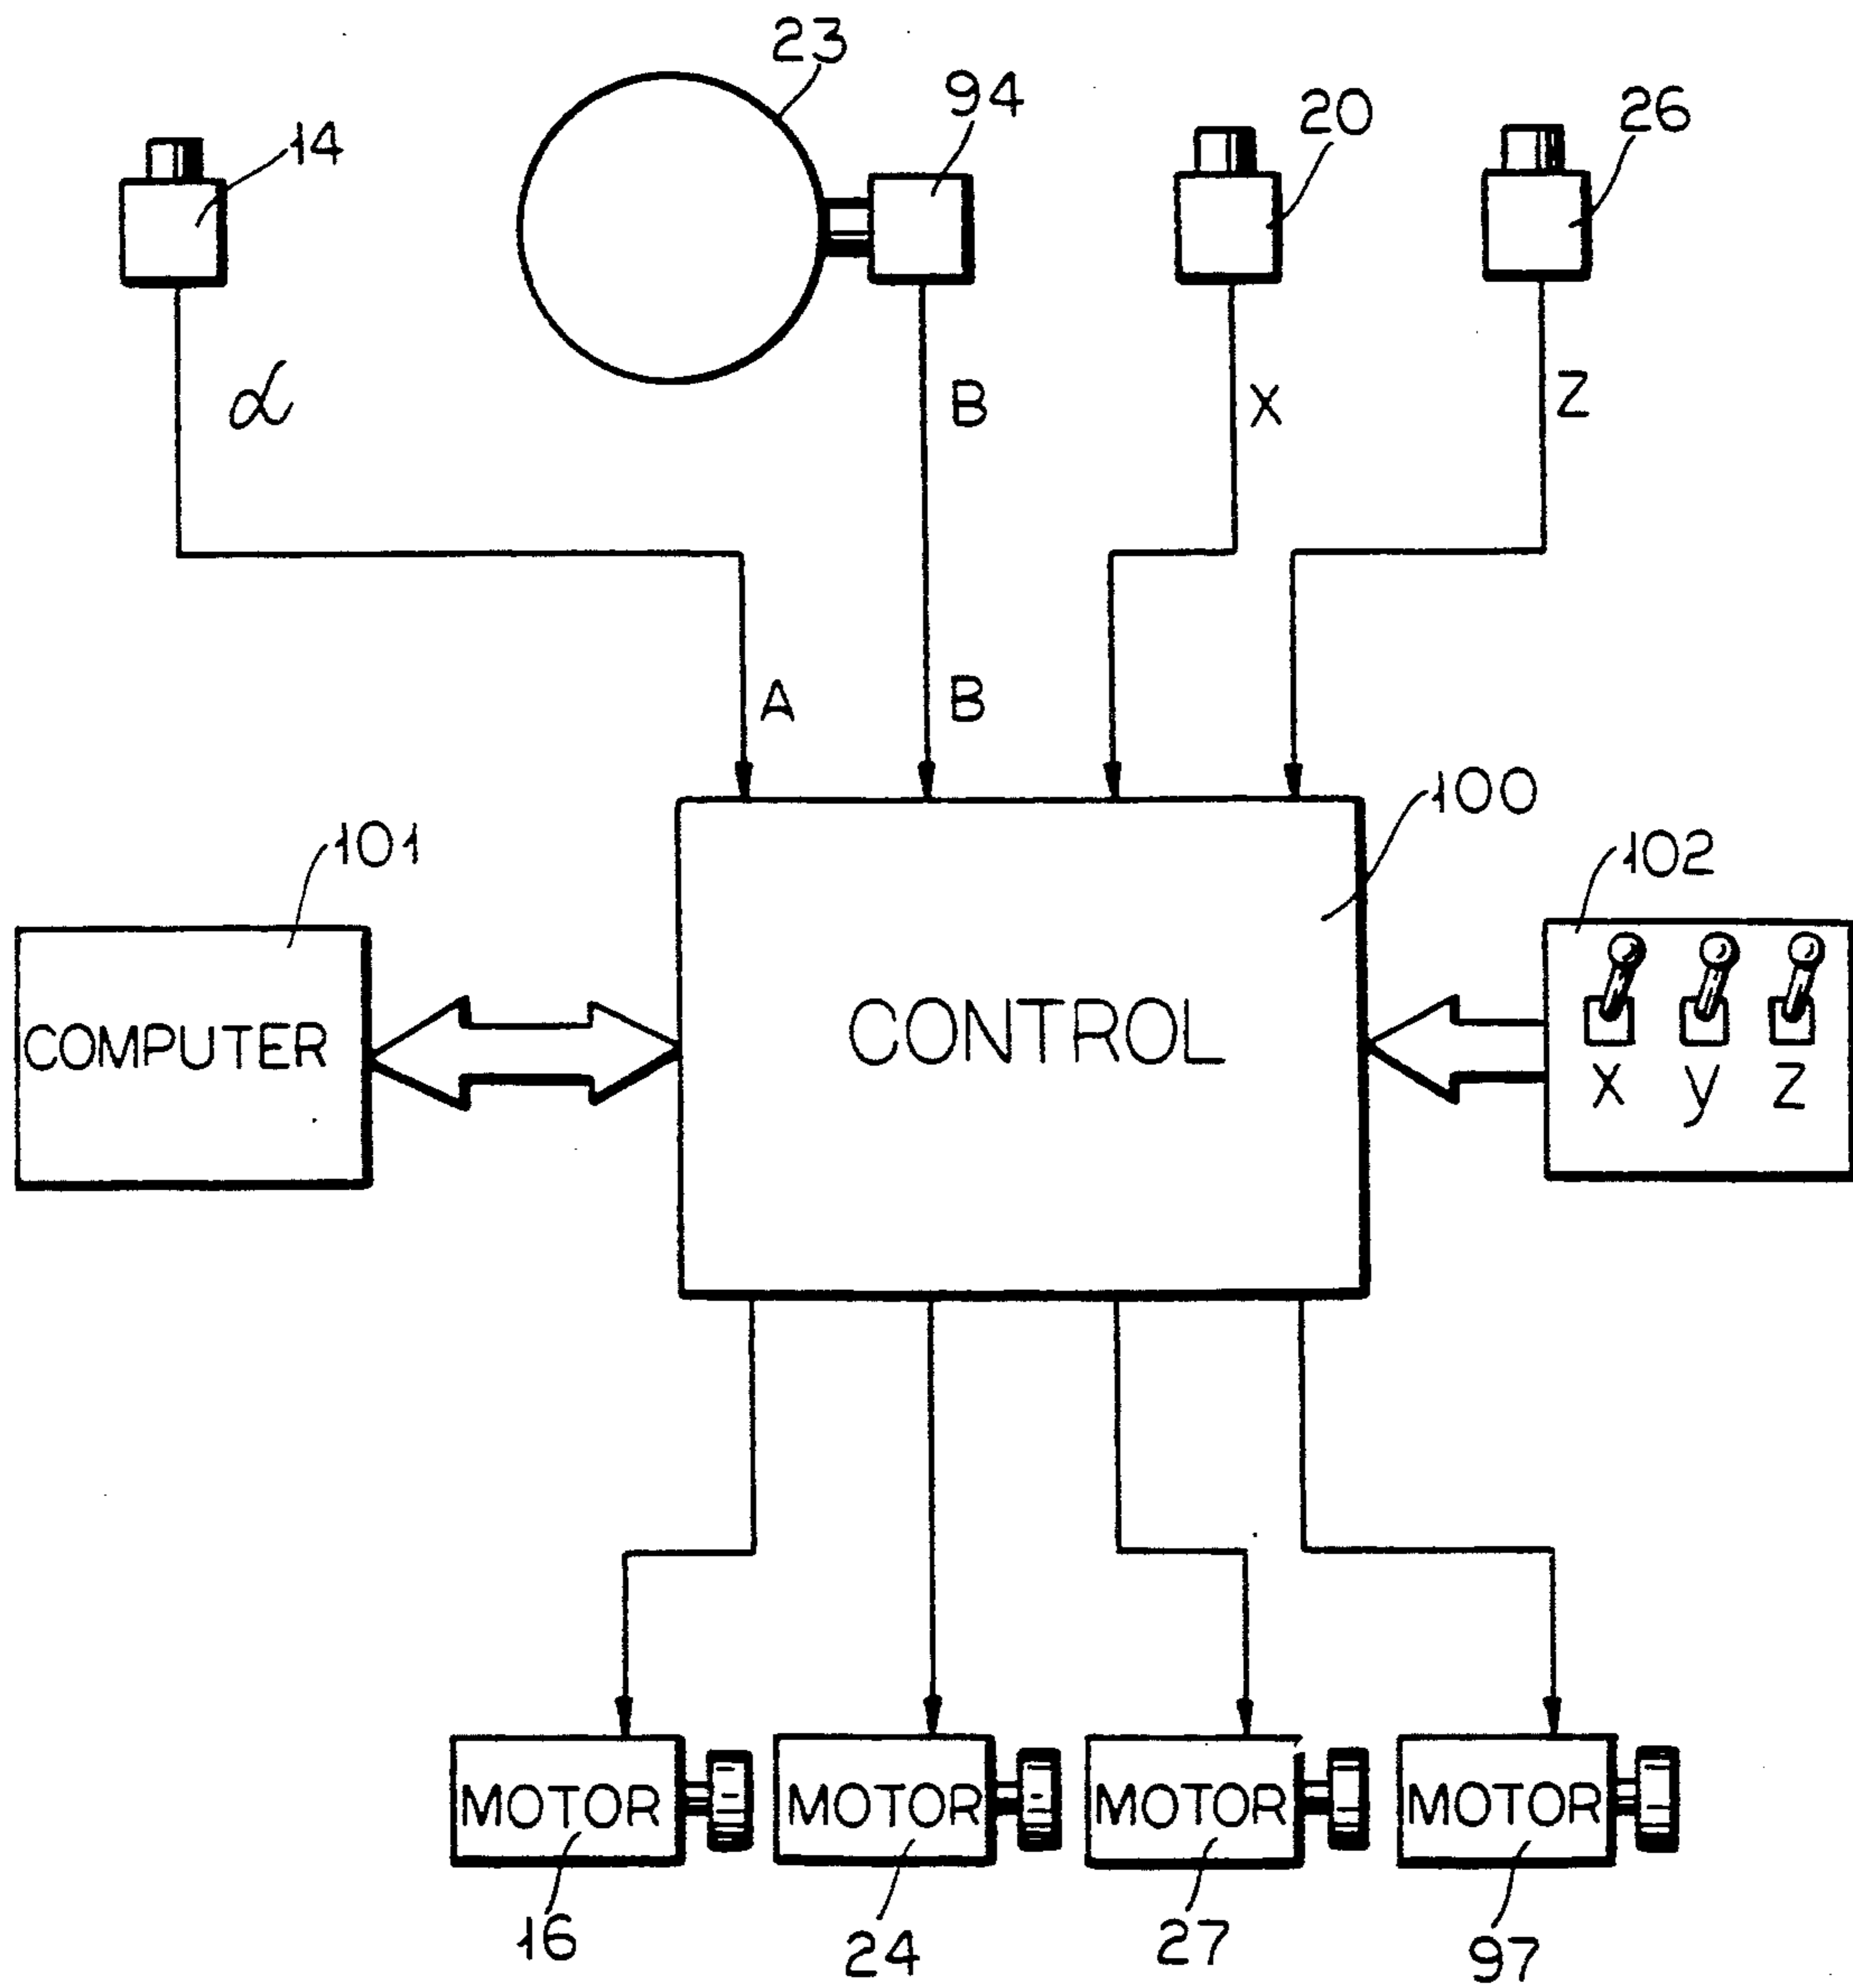 23
94
20
26
14
α
B
X
Z
A
B
100
101
102
COMPUTER
CONTROL
X y Z
MOTOR
MOTOR
MOTOR
MOTOR
16
24
27
97